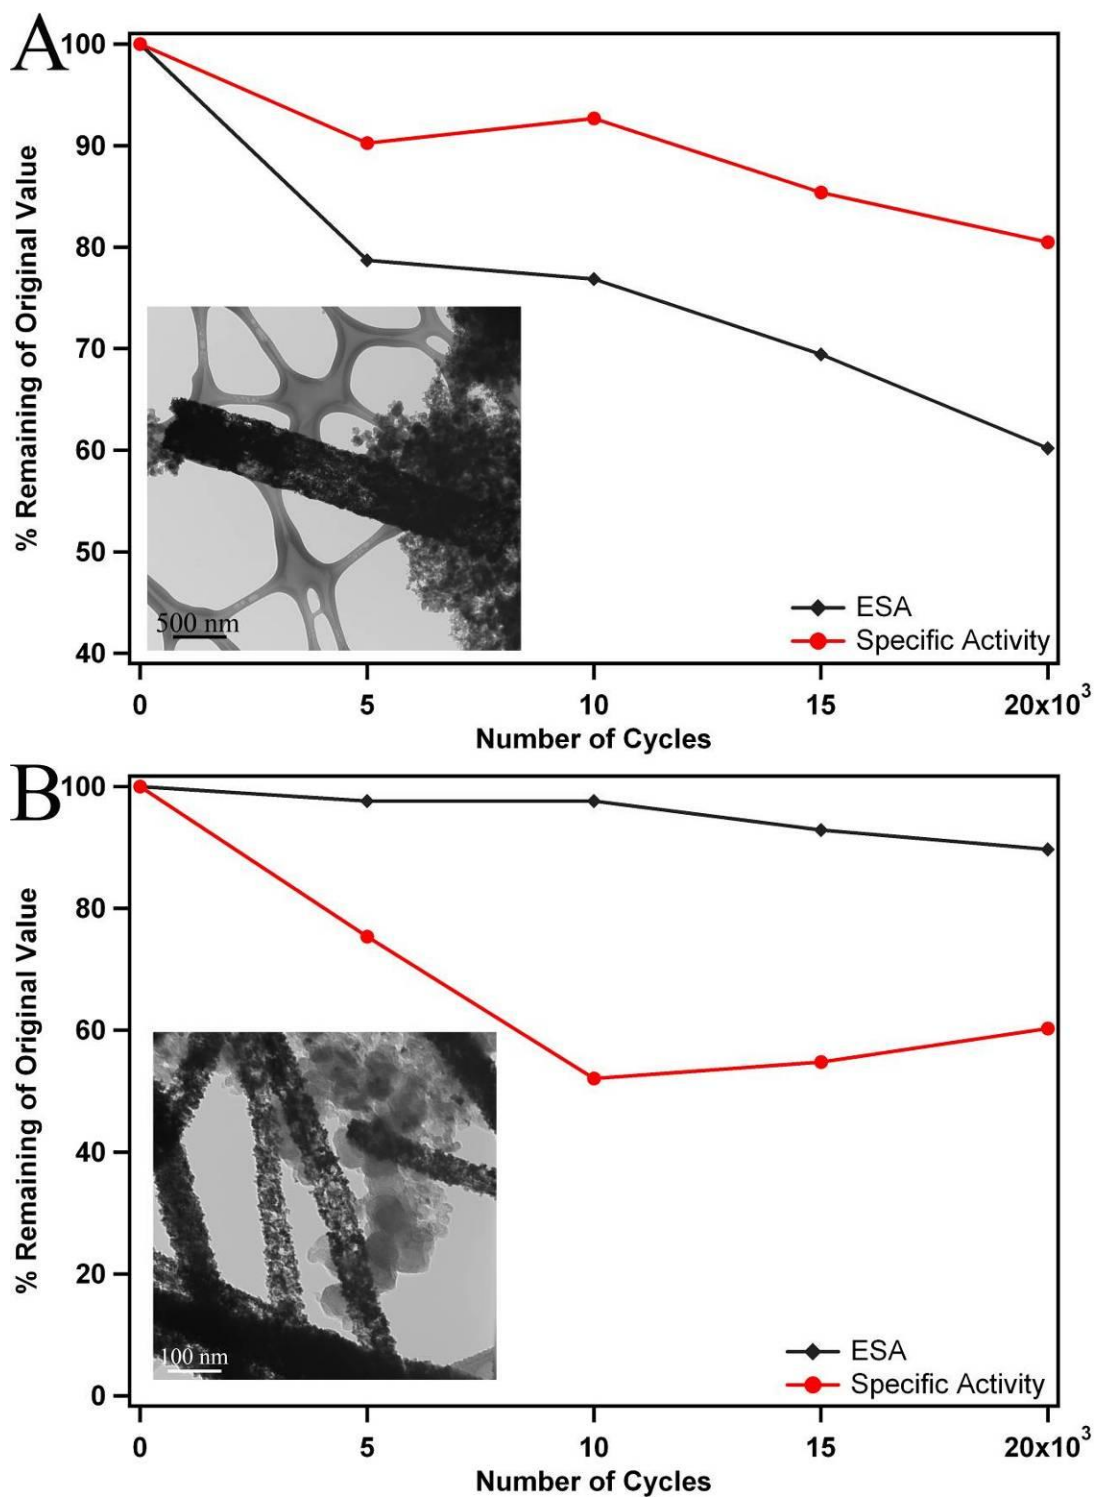 A
100
90
80
70
60
50
40
% Remaining of Original Value
500 nm
ESA
Specific Activity
0 5 10 15 20x10³
Number of Cycles
B
100
80
60
40
20
0
% Remaining of Original Value
100 nm
ESA
Specific Activity
0 5 10 15 20x10³
Number of Cycles